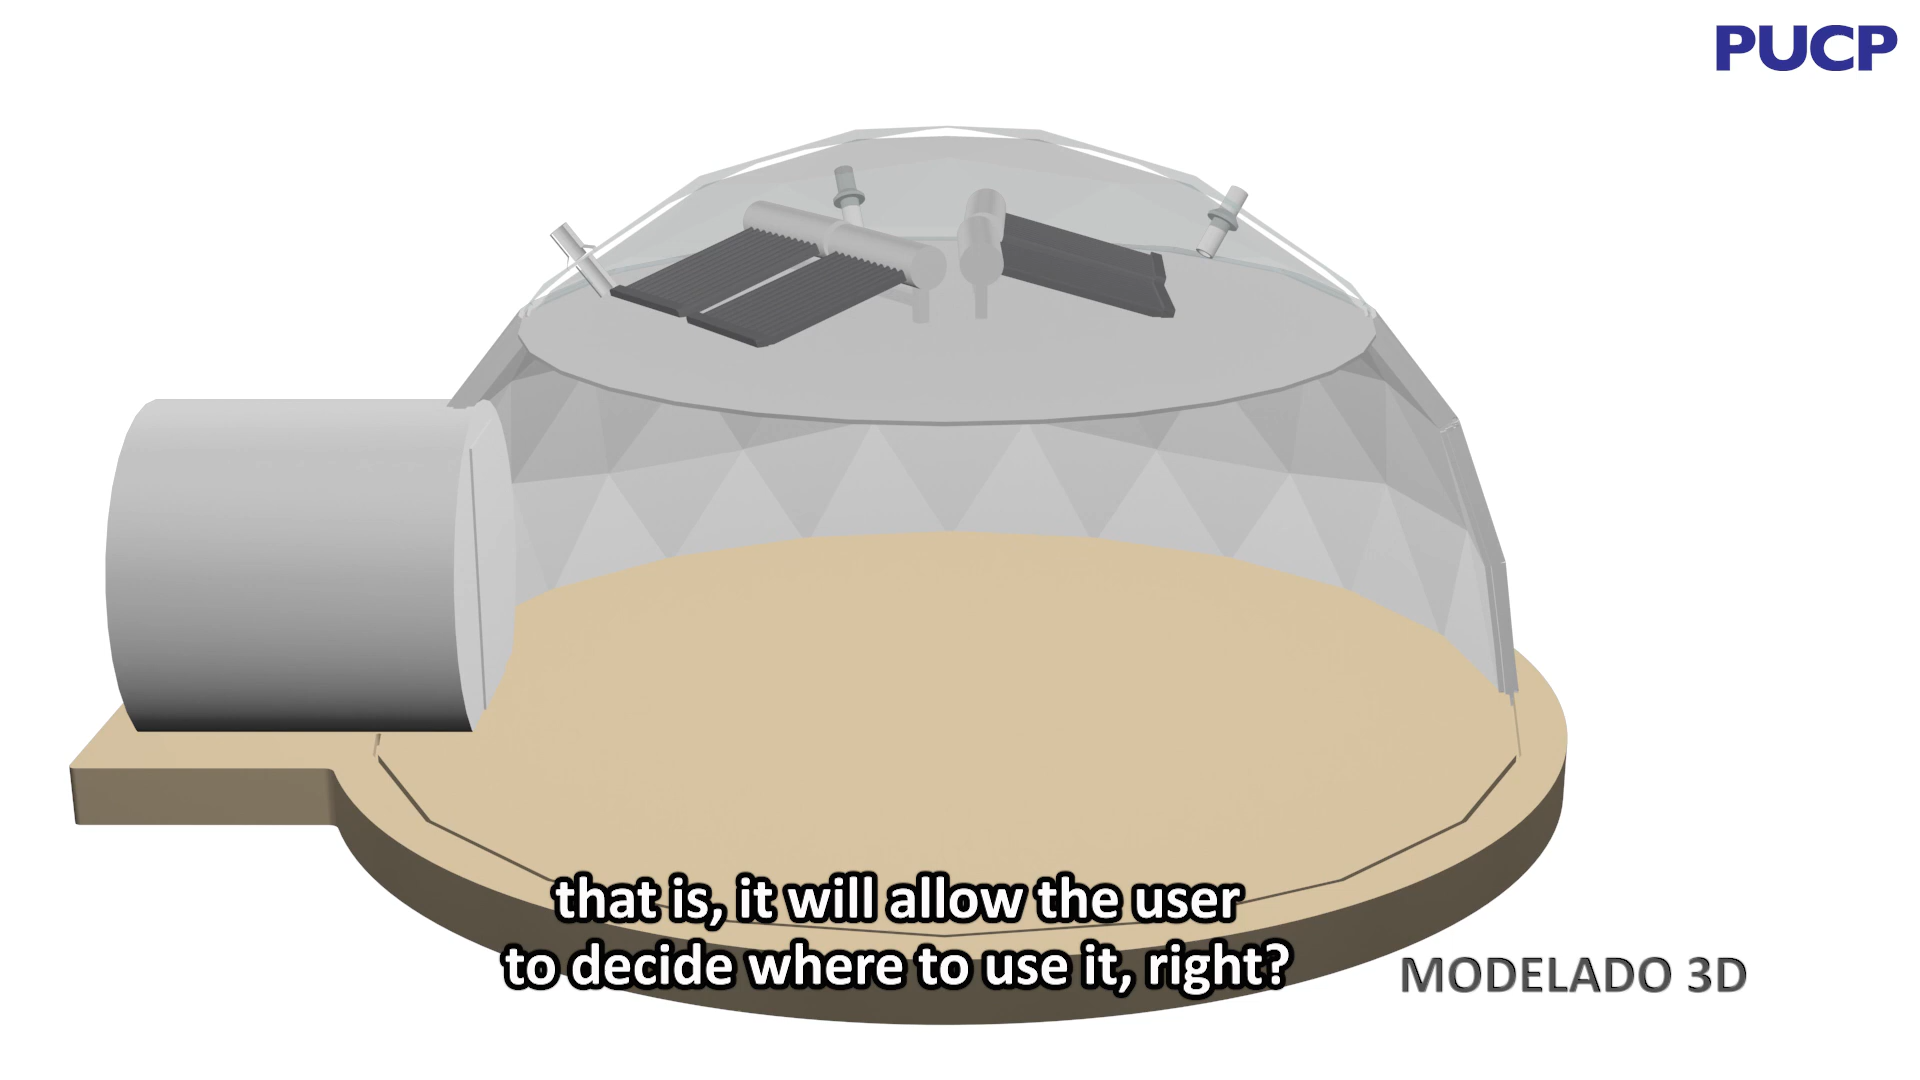 PUCP
that is, it will allow the user
to decide where to use it, right?
MODELADO 3D